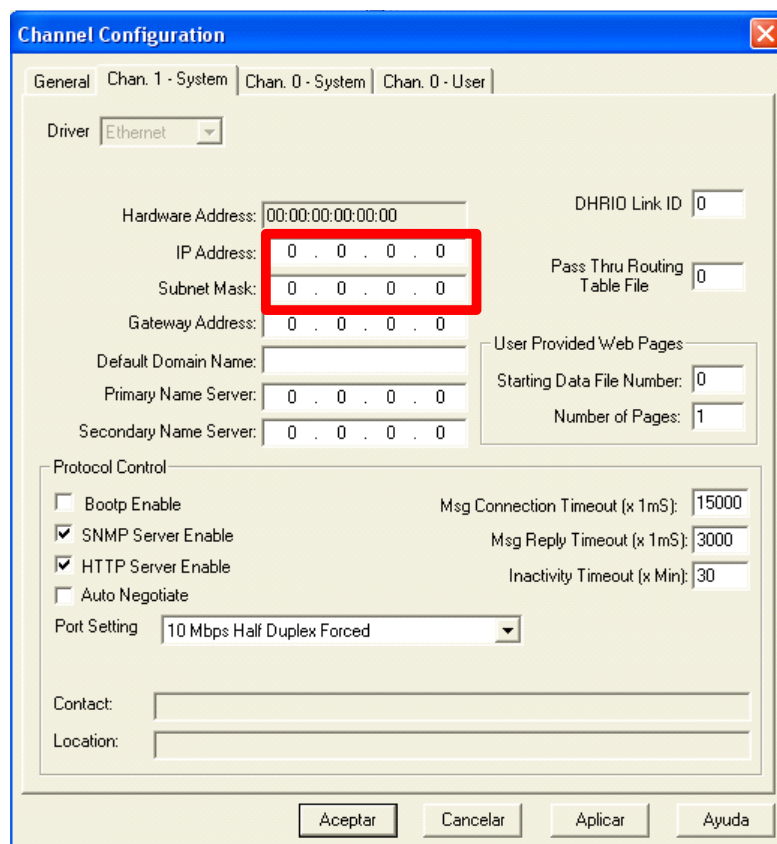 Channel Configuration
General Chan. 1 - System Chan. 0 - System Chan. 0 - User
Driver Ethernet
Hardware Address: 00:00:00:00:00:00
DHRIO Link ID 0
IP Address: 0 . 0 . 0 . 0
Subnet Mask: 0 . 0 . 0 . 0
Pass Thru Routing
Table File 0
Gateway Address: 0 . 0 . 0 . 0
Default Domain Name:
Primary Name Server: 0 . 0 . 0 . 0
Secondary Name Server: 0 . 0 . 0 . 0
User Provided Web Pages
Starting Data File Number: 0
Number of Pages: 1
Protocol Control
Bootp Enable
SNMP Server Enable
HTTP Server Enable
Auto Negotiate
Msg Connection Timeout (x 1mS): 15000
Msg Reply Timeout (x 1mS): 3000
Inactivity Timeout (x Min): 30
Port Setting 10 Mbps Half Duplex Forced
Contact:
Location:
Aceptar Cancelar Aplicar Ayuda